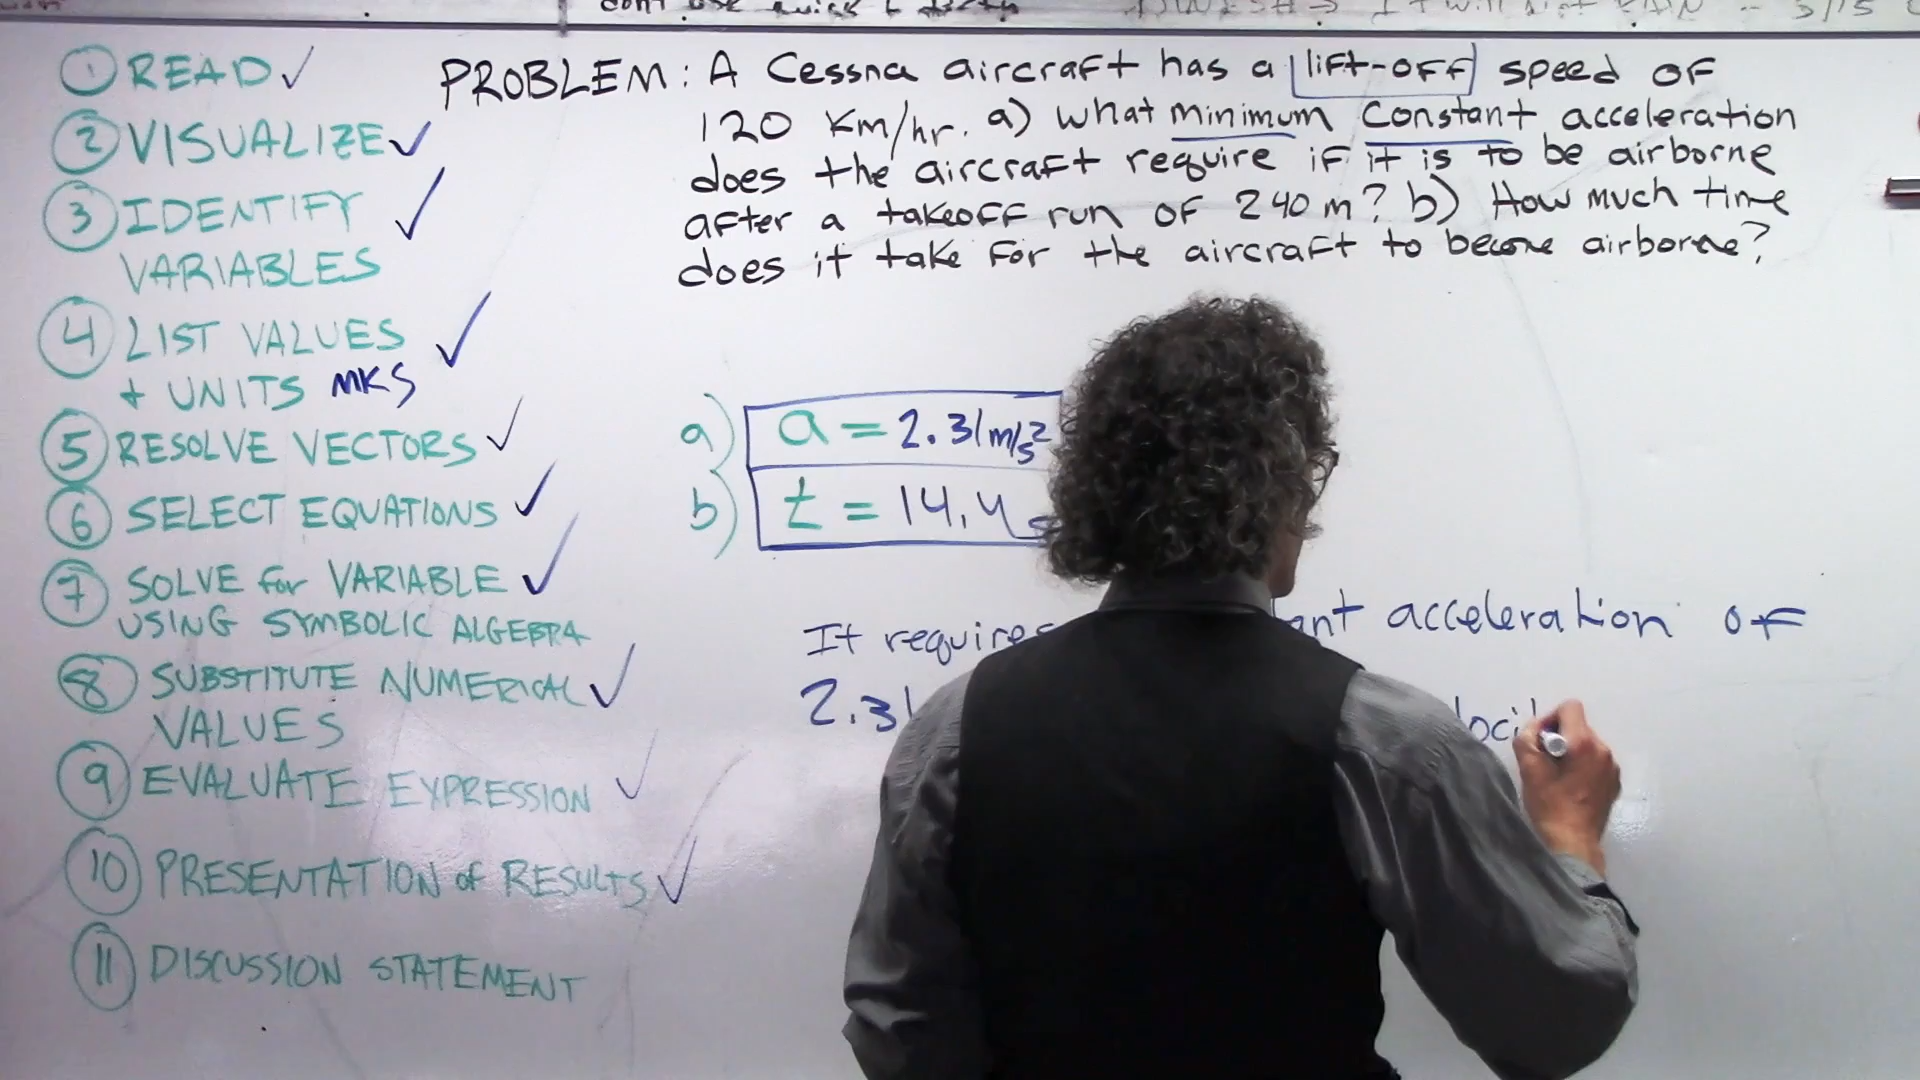 ① READ ✓
② VISUALIZE ✓
③ IDENTIFY ✓
VARIABLES
④ LIST VALUES ✓
+ UNITS MKS
⑤ RESOLVE VECTORS ✓
⑥ SELECT EQUATIONS ✓
⑦ SOLVE for VARIABLE ✓
USING SYMBOLIC ALGEBRA
⑧ SUBSTITUTE NUMERICAL ✓
VALUES
⑨ EVALUATE EXPRESSION ✓
⑩ PRESENTATION of RESULTS ✓
⑪ DISCUSSION STATEMENT
PROBLEM: A Cessna aircraft has a lift-off speed of
120 Km/hr. a) what minimum constant acceleration
does the aircraft require if it is to be airborne
after a takeoff run of 240 m? b) How much time
does it take for the aircraft to become airborne?
a) a = 2.31 m/s²
b) t = 14.4 s
It requires ant acceleration of
2.31 loci